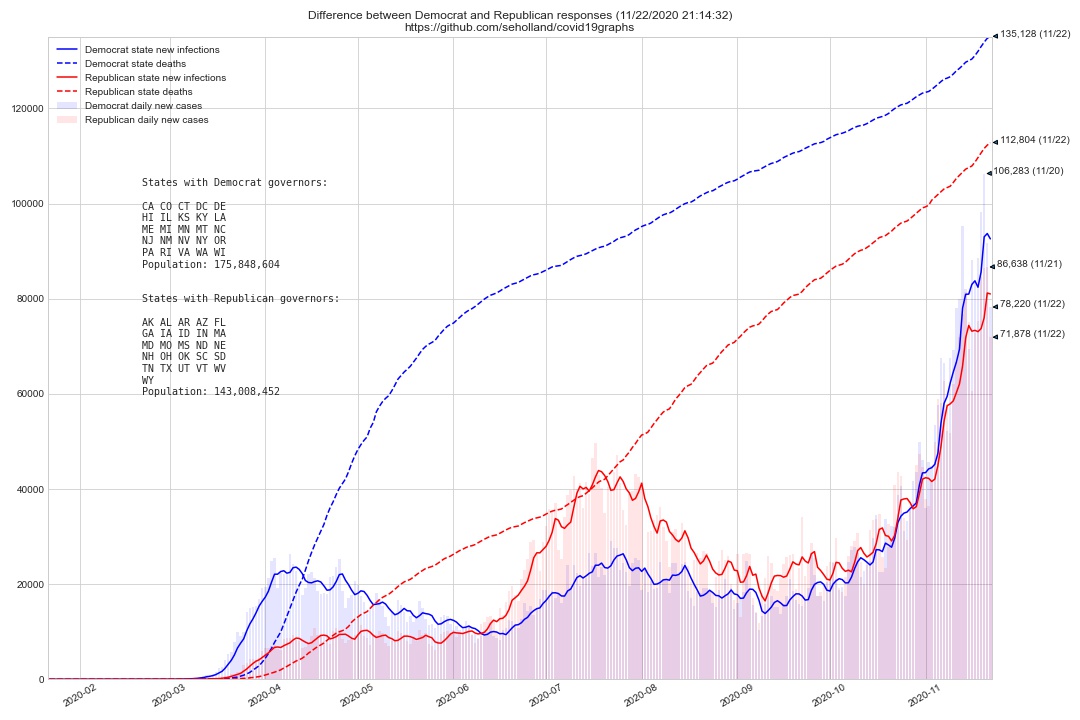 Difference between Democrat and Republican responses (11/22/2020 21:14:32)
https://github.com/seholland/covid19graphs
Democrat state new infections
Democrat state deaths
Republican state new infections
Republican state deaths
Democrat daily new cases
Republican daily new cases
States with Democrat governors:
CA CO CT DC DE
HI IL KS KY LA
ME MI MN MT NC
NJ NM NV NY OR
PA RI VA WA WI
Population: 175,848,604
States with Republican governors:
AK AL AR AZ FL
GA IA ID IN MA
MD MO MS ND NE
NH OH OK SC SD
TN TX UT VT WV
WY
Population: 143,008,452
135,128 (11/22)
112,804 (11/22)
106,283 (11/20)
86,638 (11/21)
78,220 (11/22)
71,878 (11/22)
120000
100000
80000
60000
40000
20000
0
2020-02
2020-03
2020-04
2020-05
2020-06
2020-07
2020-08
2020-09
2020-10
2020-11